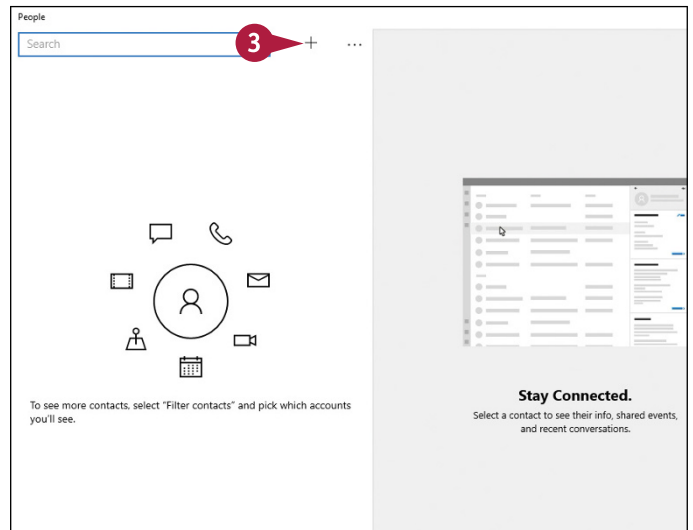 People
Search
3
To see more contacts, select "Filter contacts" and pick which accounts
you'll see.
Stay Connected.
Select a contact to see their info, shared events,
and recent conversations.